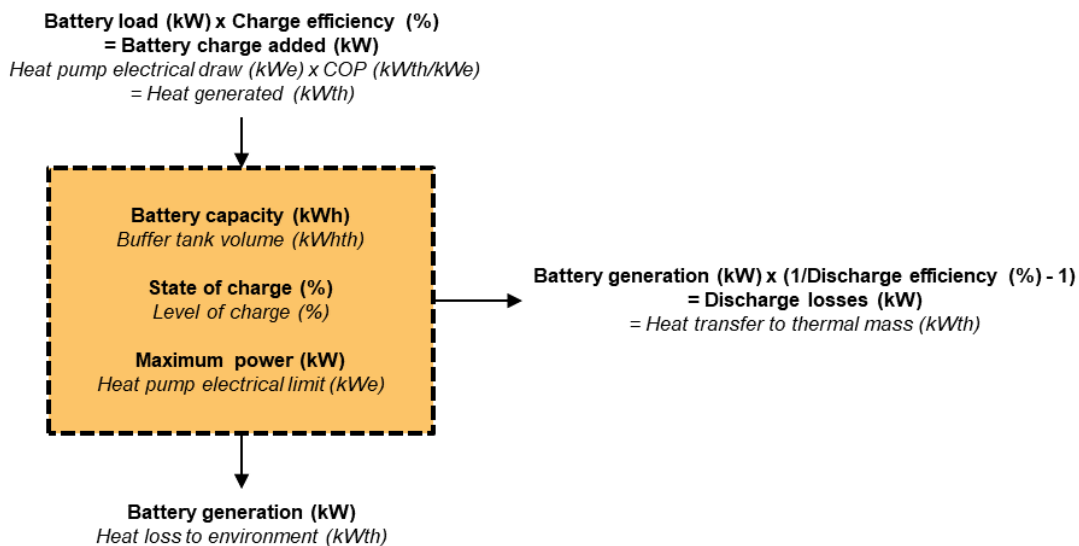 Battery load (kW) x Charge efficiency (%)
= Battery charge added (kW)
Heat pump electrical draw (kWe) x COP (kWth/kWe)
= Heat generated (kWth)
Battery capacity (kWh)
Buffer tank volume (kWhth)
State of charge (%)
Level of charge (%)
Maximum power (kW)
Heat pump electrical limit (kWe)
Battery generation (kW) x (1/Discharge efficiency (%) - 1)
= Discharge losses (kW)
= Heat transfer to thermal mass (kWth)
Battery generation (kW)
Heat loss to environment (kWth)